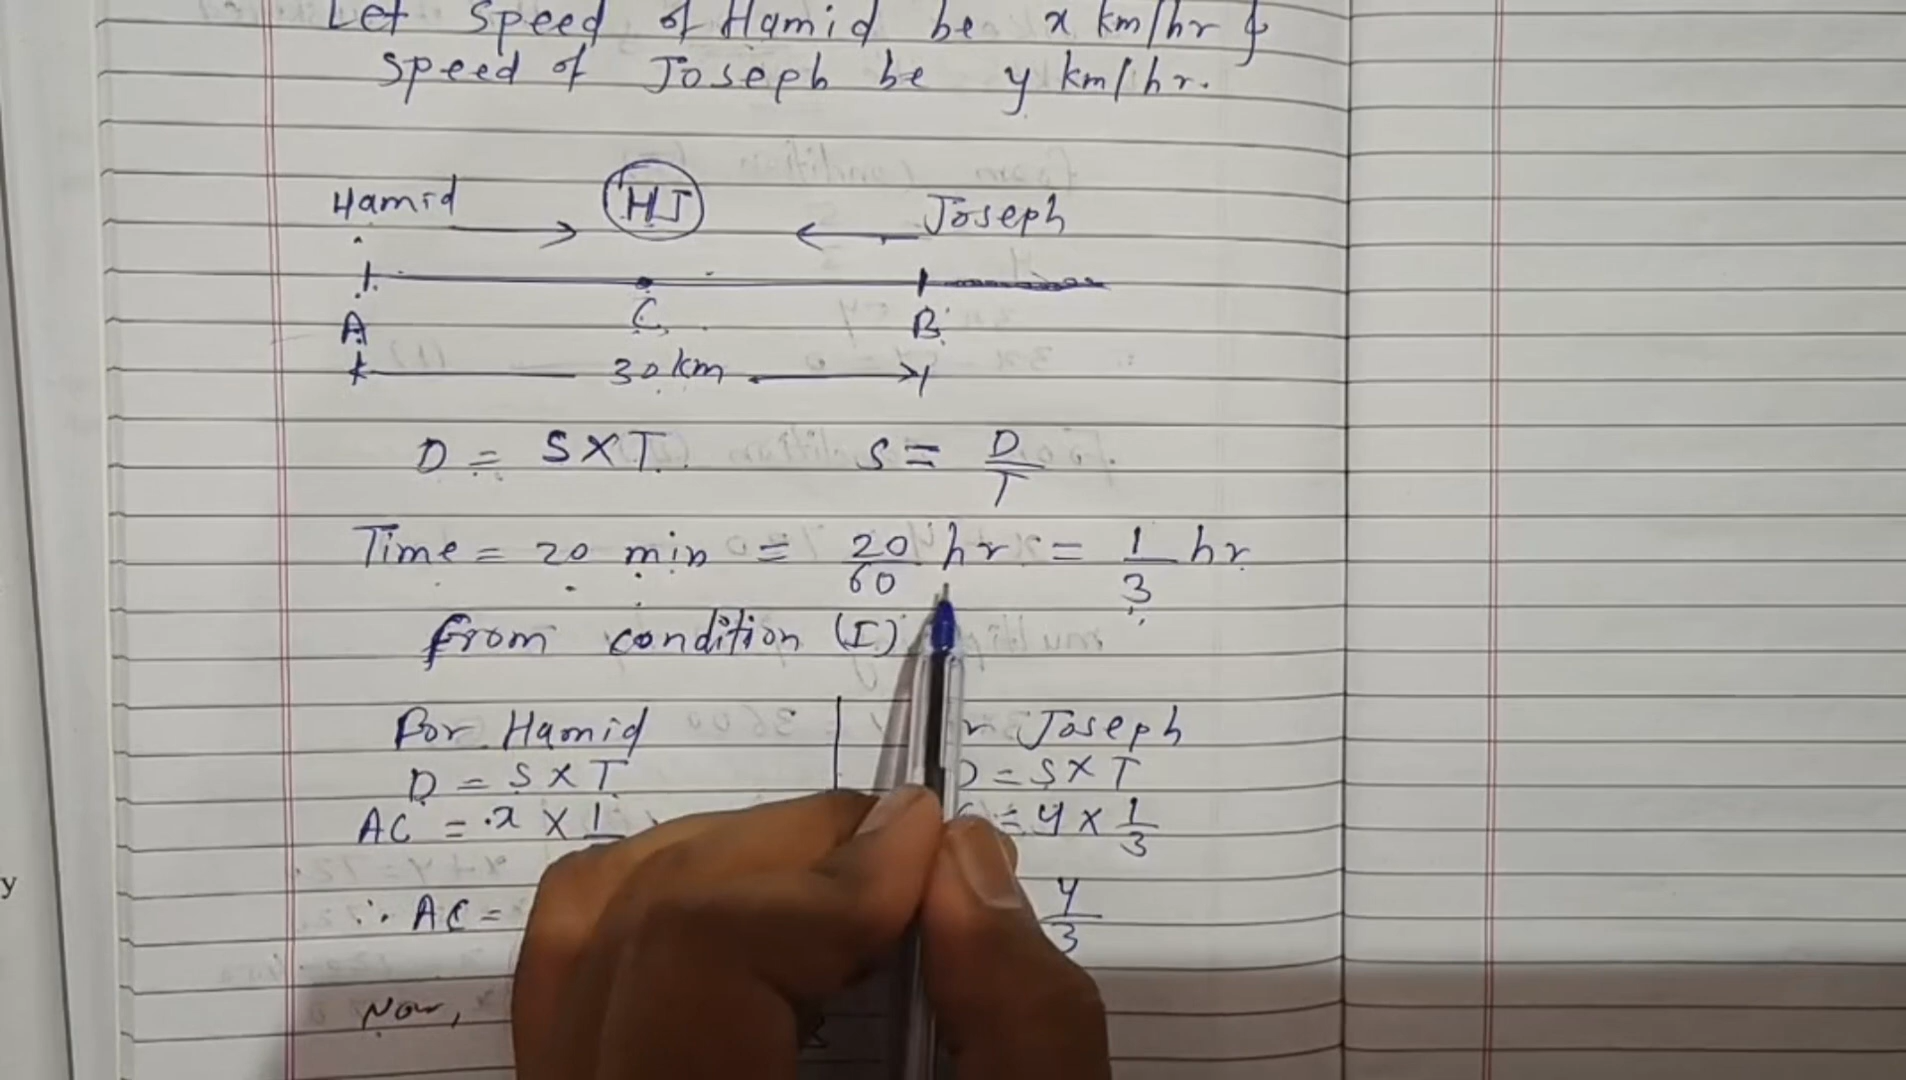 Let Speed of Hamid be x km/hr &
speed of Joseph be y km/hr.
Hamid HJ Joseph
A C B
30 km
D = S X T S = D/T
Time = 20 min = 20/60 hr = 1/3 hr
From condition (I)
For Hamid
D = S X T
AC = x X 1
∴ AC =
Joseph
= S X T
= y X 1/3
y/3
Now,
y